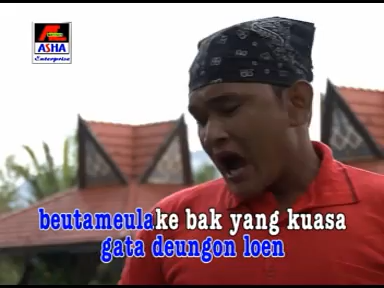 ASHA
Enterprise
beutameulake bak yang kuasa
gata deungon loen